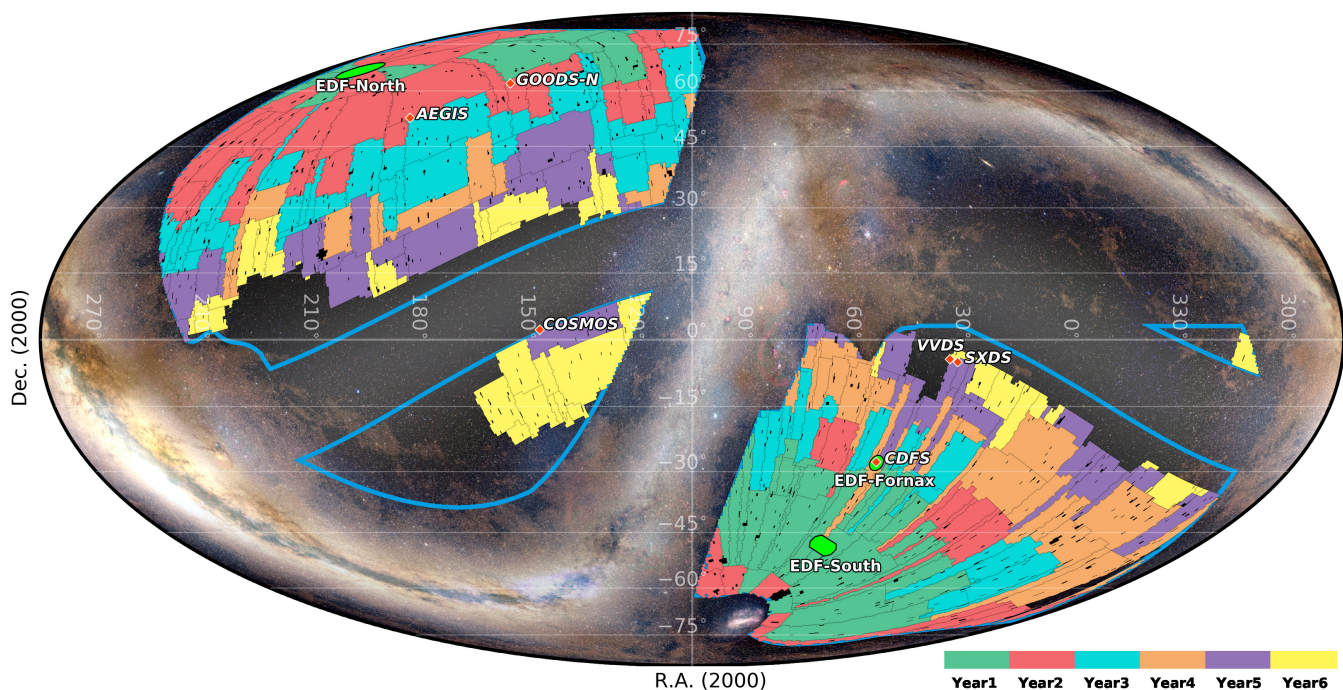 75°
60°
45°
30°
15°
0°
−15°
−30°
−45°
−60°
−75°
270°
210°
180°
150°
90°
60
30
0°
330°
300°
EDF-North
GOODS-N
AEGIS
COSMOS
VVDS
SXDS
CDFS
EDF-Fornax
EDF-South
Dec. (2000)
R.A. (2000)
Year1 Year2 Year3 Year4 Year5 Year6